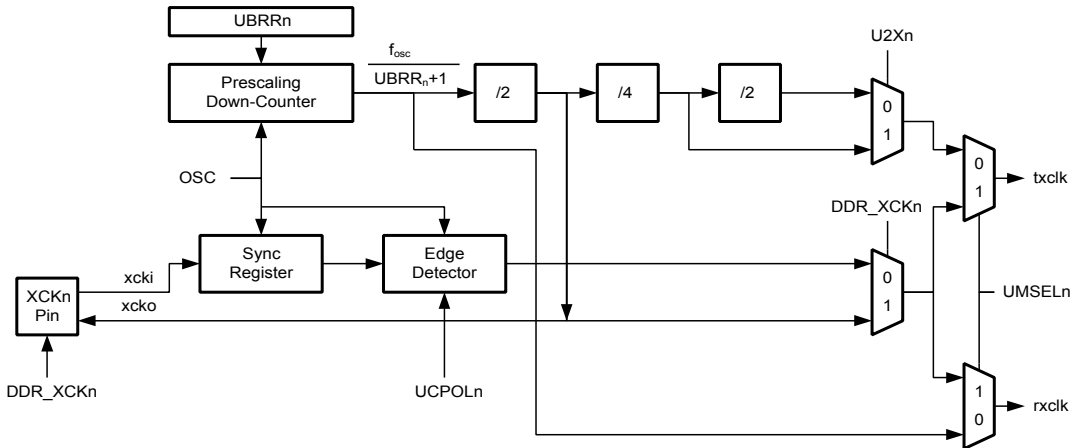 UBRRn
U2Xn
fosc
UBRRn+1
Prescaling
Down-Counter
/2
/4
/2
0
1
OSC
0
1
txclk
DDR_XCKn
Sync
Register
Edge
Detector
xcki
0
1
UMSELn
XCKn
Pin
xcko
DDR_XCKn
UCPOLn
1
0
rxclk